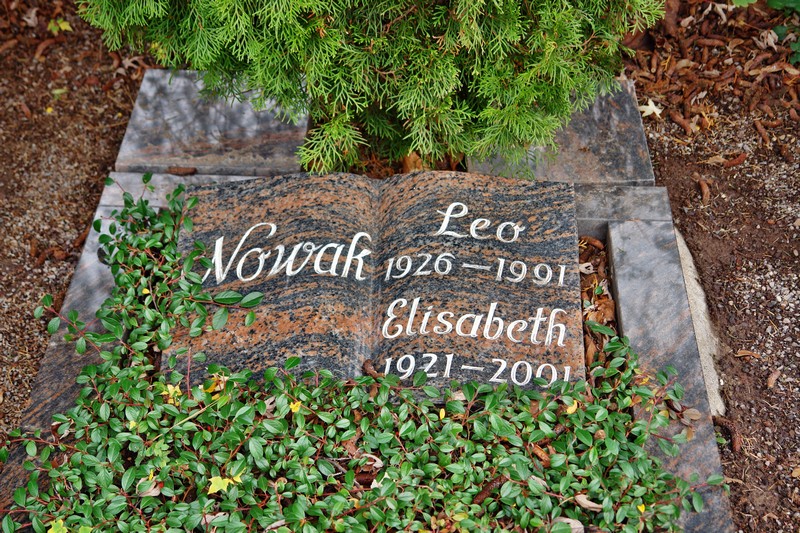 Nowak
Leo
1926–1991
Elisabeth
1921–2001